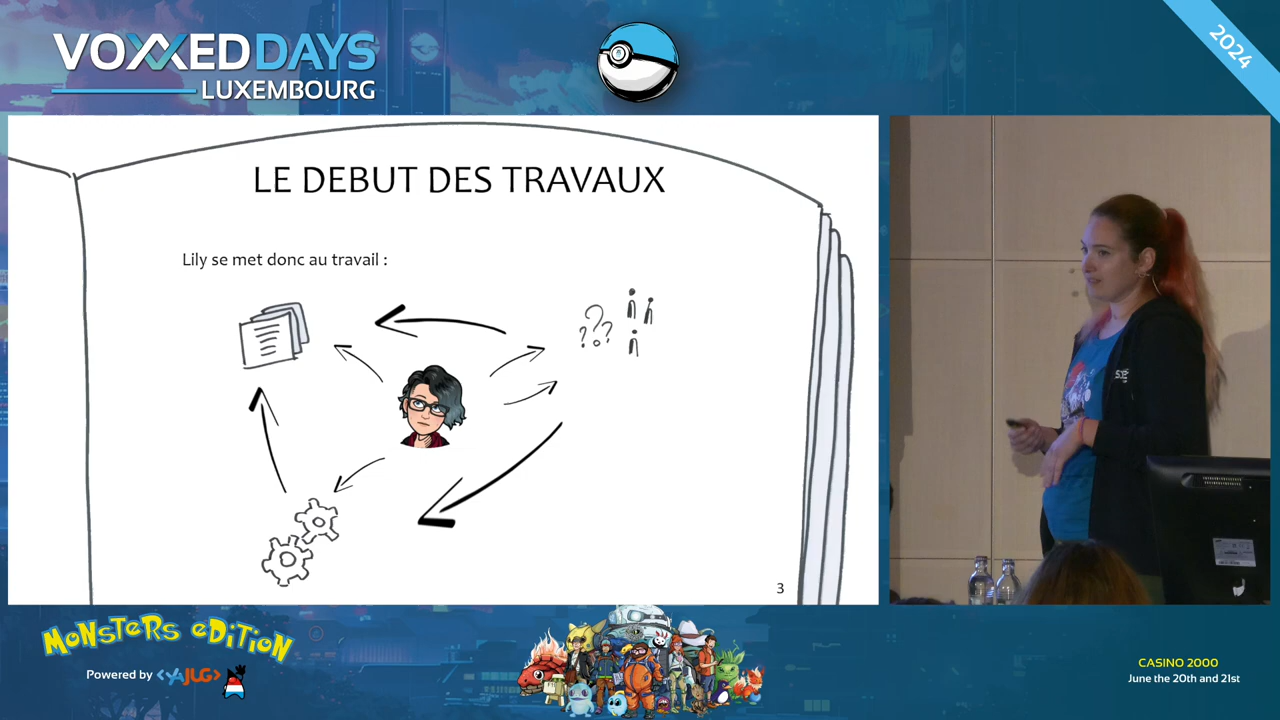 VOXXEDDAYS
LUXEMBOURG
2024
LE DEBUT DES TRAVAUX
Lily se met donc au travail :
? ? ?
3
MONSTERS EDITION
Powered by <YAJUG>
CASINO 2000
June the 20th and 21st